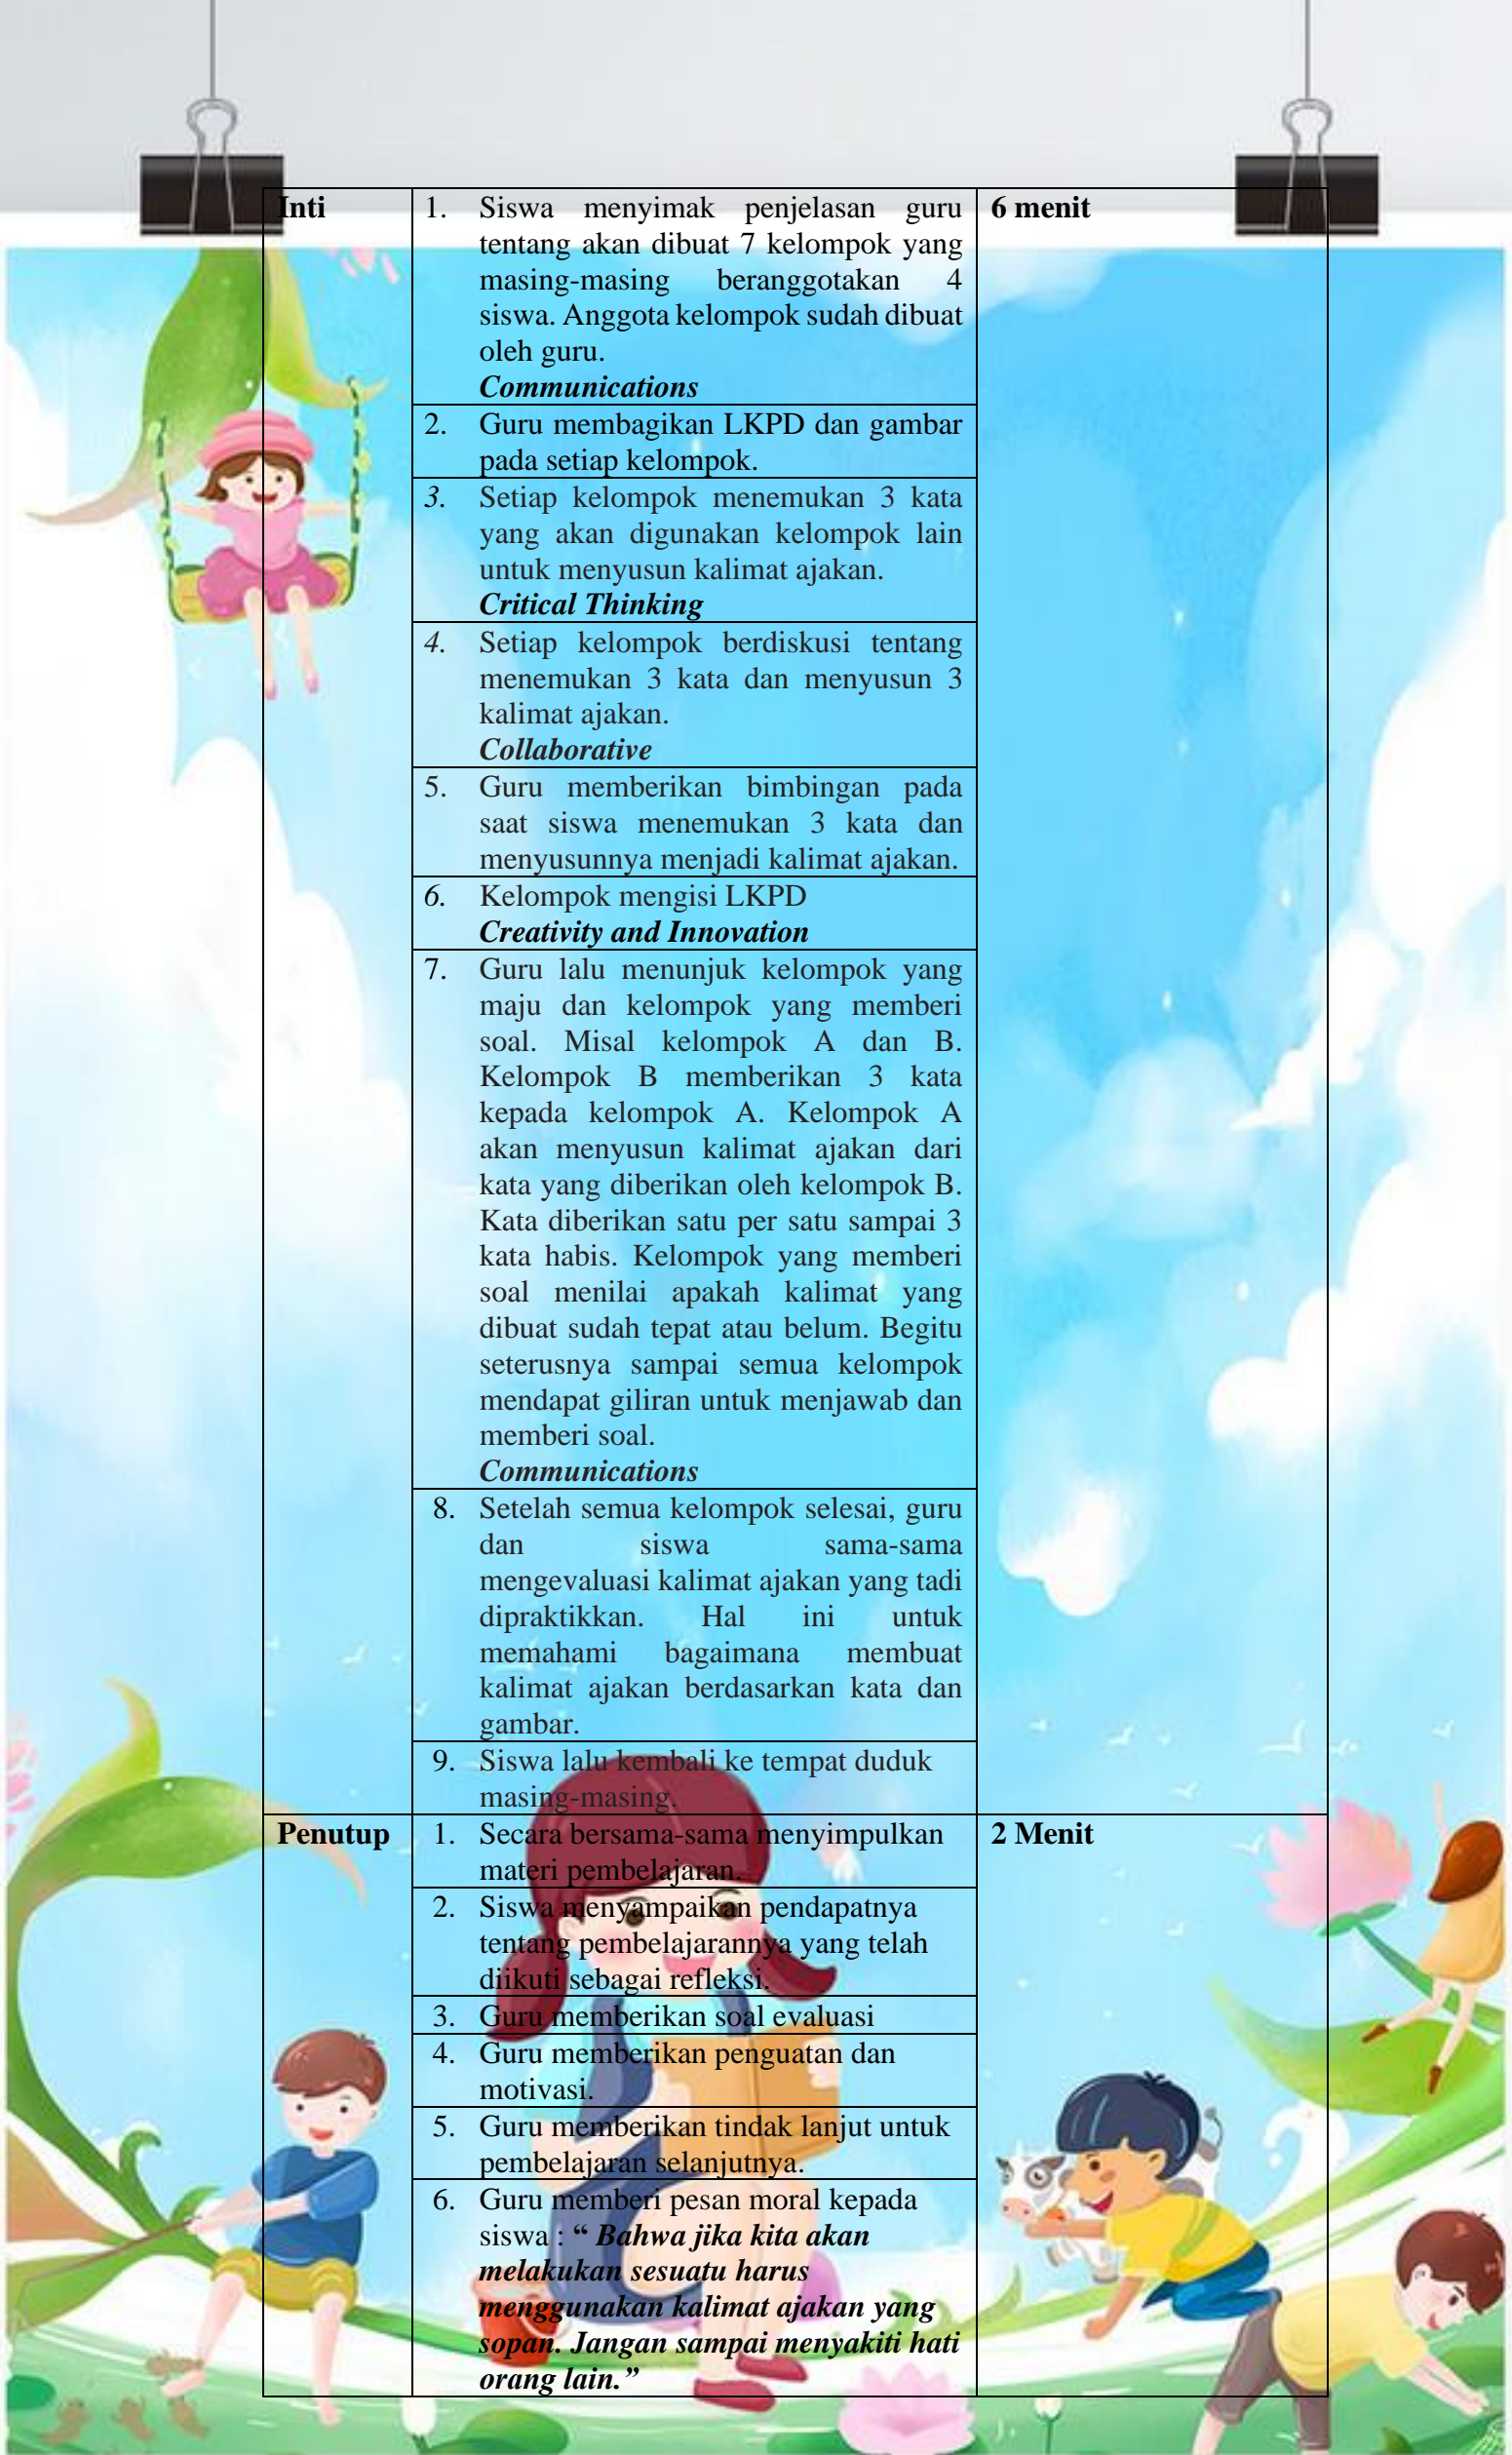 Inti
1. Siswa menyimak penjelasan guru
tentang akan dibuat 7 kelompok yang
masing-masing beranggotakan 4
siswa. Anggota kelompok sudah dibuat
oleh guru.
Communications
6 menit
2. Guru membagikan LKPD dan gambar
pada setiap kelompok.
3. Setiap kelompok menemukan 3 kata
yang akan digunakan kelompok lain
untuk menyusun kalimat ajakan.
Critical Thinking
4. Setiap kelompok berdiskusi tentang
menemukan 3 kata dan menyusun 3
kalimat ajakan.
Collaborative
5. Guru memberikan bimbingan pada
saat siswa menemukan 3 kata dan
menyusunnya menjadi kalimat ajakan.
6. Kelompok mengisi LKPD
Creativity and Innovation
7. Guru lalu menunjuk kelompok yang
maju dan kelompok yang memberi
soal. Misal kelompok A dan B.
Kelompok B memberikan 3 kata
kepada kelompok A. Kelompok A
akan menyusun kalimat ajakan dari
kata yang diberikan oleh kelompok B.
Kata diberikan satu per satu sampai 3
kata habis. Kelompok yang memberi
soal menilai apakah kalimat yang
dibuat sudah tepat atau belum. Begitu
seterusnya sampai semua kelompok
mendapat giliran untuk menjawab dan
memberi soal.
Communications
8. Setelah semua kelompok selesai, guru
dan siswa sama-sama
mengevaluasi kalimat ajakan yang tadi
dipraktikkan. Hal ini untuk
memahami bagaimana membuat
kalimat ajakan berdasarkan kata dan
gambar.
9. Siswa lalu kembali ke tempat duduk
masing-masing.
Penutup
1. Secara bersama-sama menyimpulkan
materi pembelajaran.
2 Menit
2. Siswa menyampaikan pendapatnya
tentang pembelajarannya yang telah
diikuti sebagai refleksi.
3. Guru memberikan soal evaluasi
4. Guru memberikan penguatan dan
motivasi.
5. Guru memberikan tindak lanjut untuk
pembelajaran selanjutnya.
6. Guru memberi pesan moral kepada
siswa : “ Bahwa jika kita akan
melakukan sesuatu harus
menggunakan kalimat ajakan yang
sopan. Jangan sampai menyakiti hati
orang lain.”